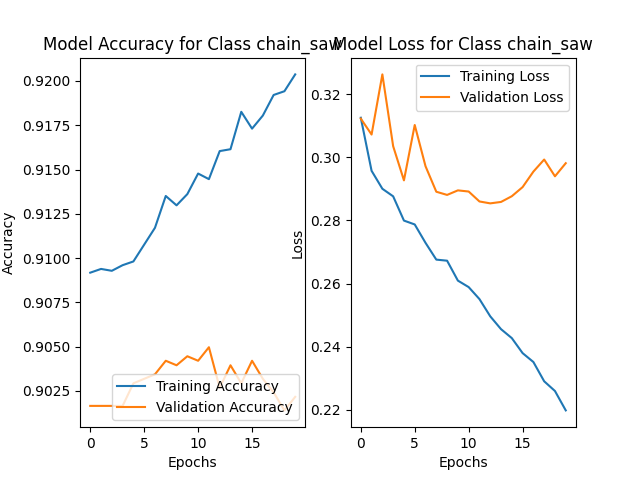 Model Accuracy for Class chain_saw
0.9200
0.9175
0.9150
0.9125
0.9100
0.9075
0.9050
0.9025
Accuracy
Training Accuracy
Validation Accuracy
0 5 10 15
Epochs
Model Loss for Class chain_saw
Training Loss
Validation Loss
0.32
0.30
0.28
0.26
0.24
0.22
Loss
0 5 10 15
Epochs